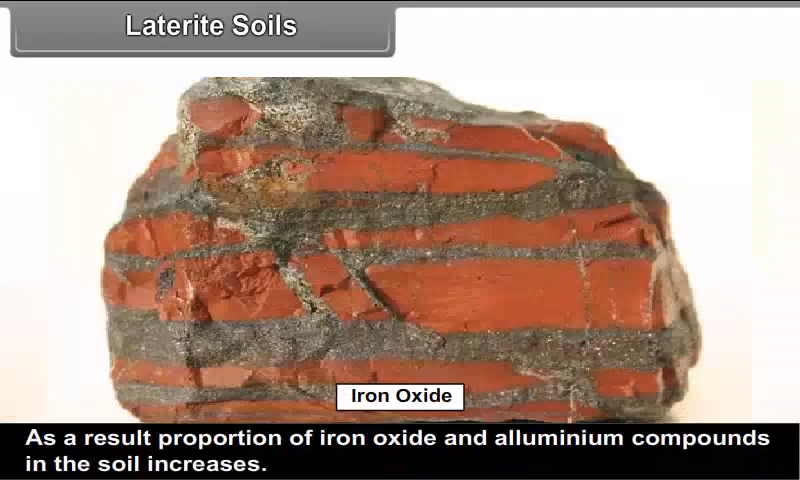 Laterite Soils
Iron Oxide
As a result proportion of iron oxide and alluminium compounds
in the soil increases.